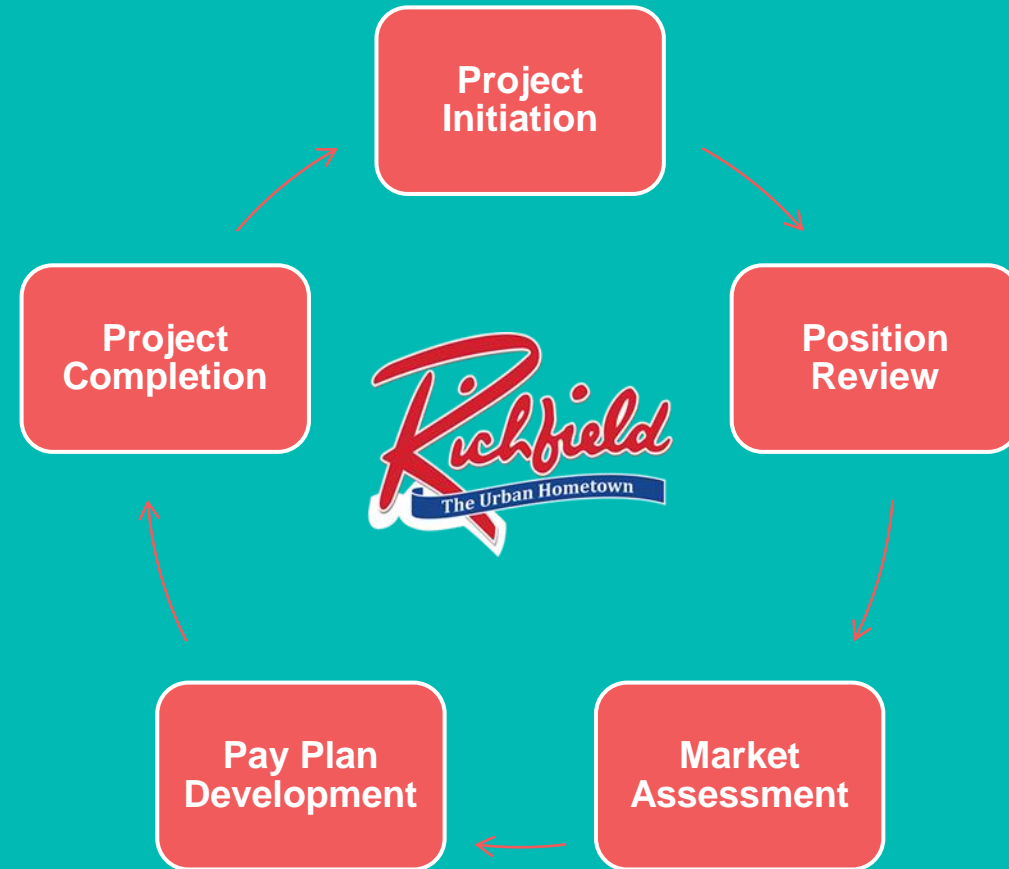 Project
Initiation
Position
Review
Market
Assessment
Pay Plan
Development
Project
Completion
Richfield
The Urban Hometown